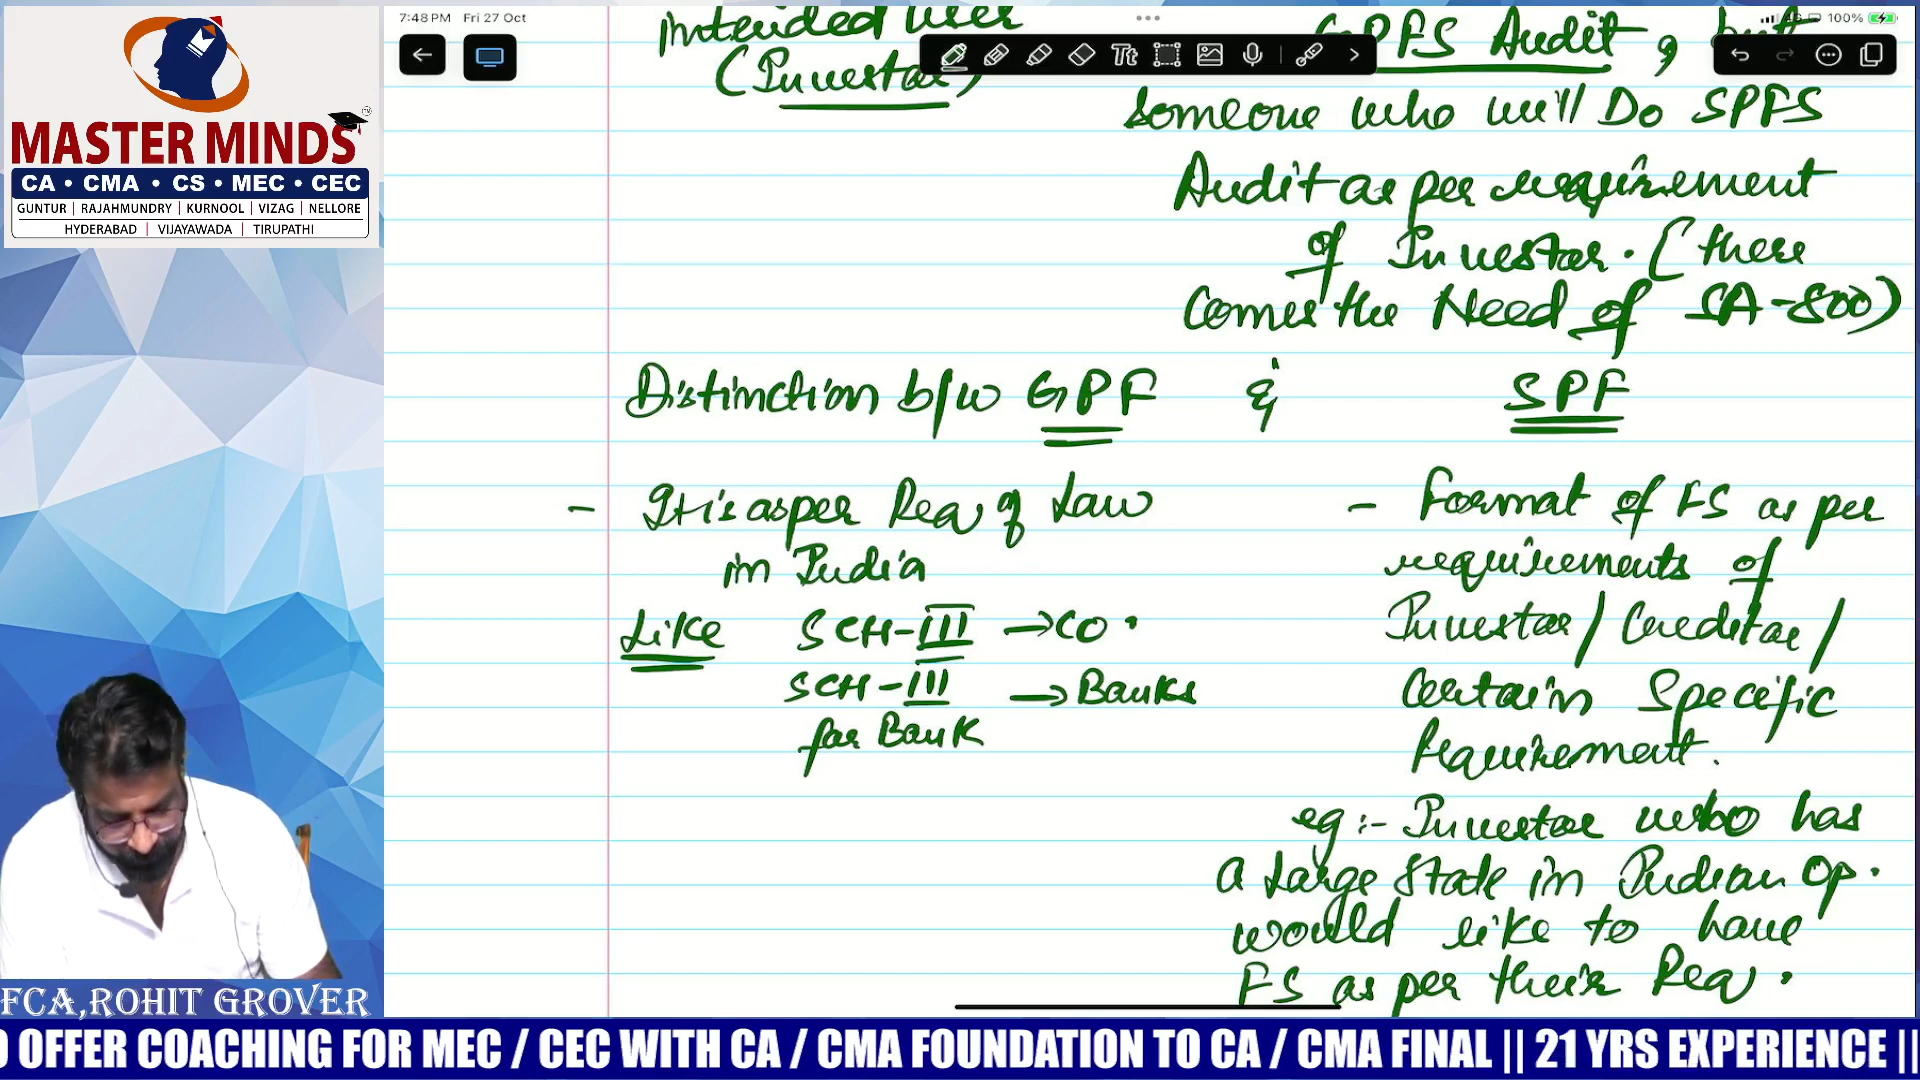 7:48 PM Fri 27 Oct
100%
MASTER MINDS
CA • CMA • CS • MEC • CEC
GUNTUR | RAJAHMUNDRY | KURNOOL | VIZAG | NELLORE
HYDERABAD | VIJAYAWADA | TIRUPATHI
Intended user
(Investor)
GPFS Audit, but
Someone who will Do SPFS
Audit as per requirement
of Investor. (there
Comes the Need of SA-800)
Distinction b/w GPF & SPF
- It is as per Req of Law
in India
Like SCH-III → CO.
SCH-III → Banks
for Bank
- Format of FS as per
requirements of
Investor / Creditor /
Certain Specific
Requirement.
eg:- Investor who has
a Large State in Indian Op.
would like to have
FS as per their Req.
Tt
FCA,ROHIT GROVER
OFFER COACHING FOR MEC / CEC WITH CA / CMA FOUNDATION TO CA / CMA FINAL || 21 YRS EXPERIENCE ||